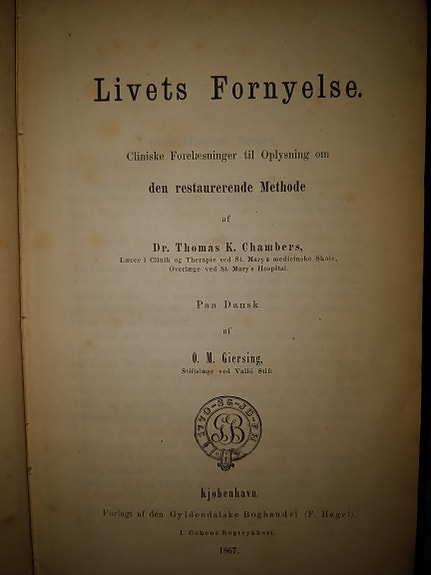 Livets Fornyelse.
Cliniske Forelæsninger til Oplysning om
den restaurerende Methode
af
Dr. Thomas K. Chambers,
Lærer i Clinik og Therapie ved St. Mary's medicinske Skole,
Overlæge ved St. Mary's Hospital.
Paa Dansk
af
O. M. Giersing,
Stiftslæge ved Vallö Stift.
GB
Kjøbenhavn.
Forlagt af den Gyldendalske Boghandel (F. Hegel).
I. Cohens Bogtrykkeri.
1867.